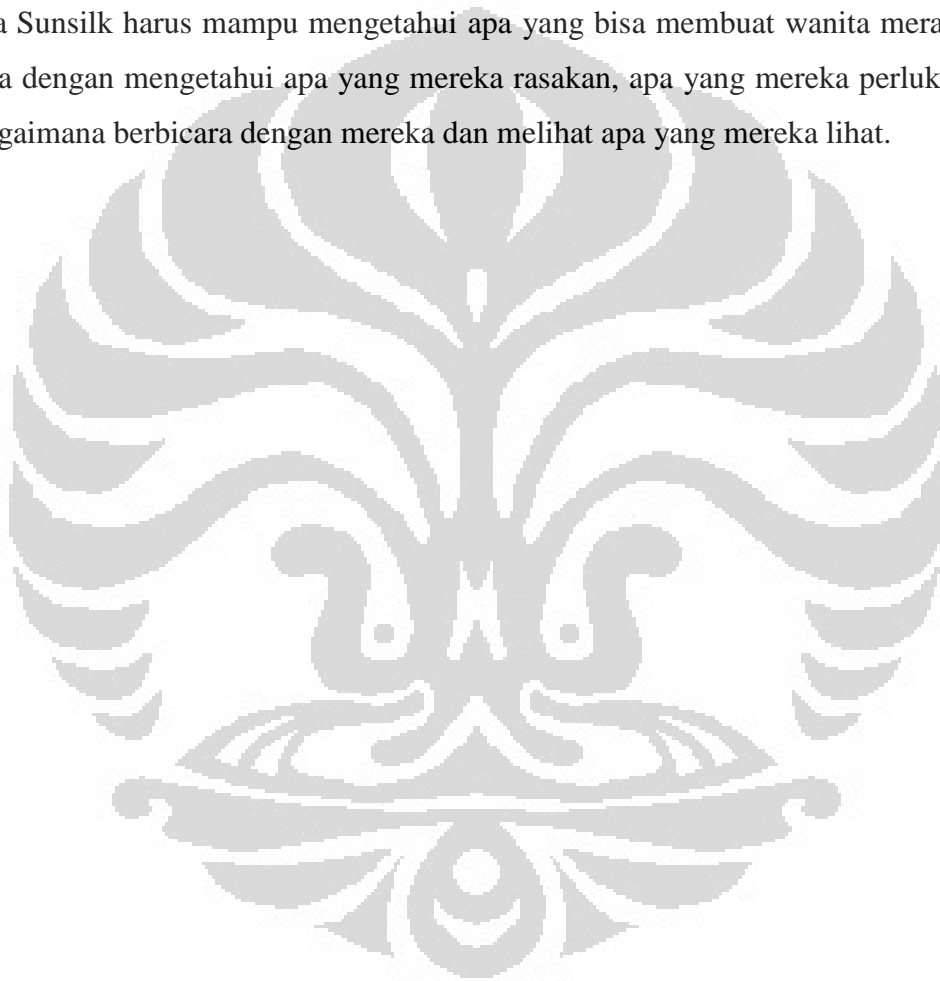 a Sunsilk harus mampu mengetahui apa yang bisa membuat wanita mera
a dengan mengetahui apa yang mereka rasakan, apa yang mereka perluk
gaimana berbicara dengan mereka dan melihat apa yang mereka lihat.